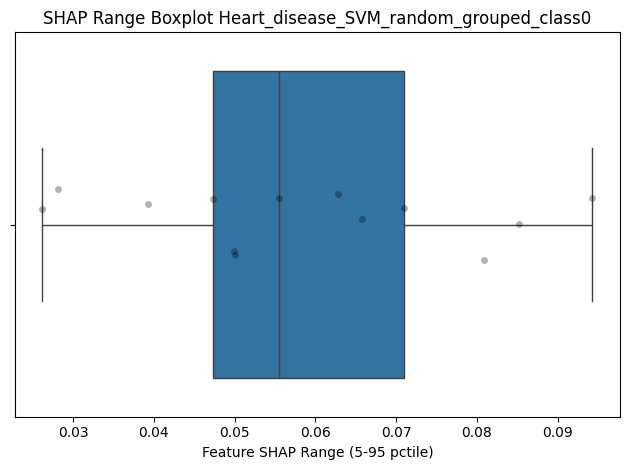 SHAP Range Boxplot Heart_disease_SVM_random_grouped_class0
0.03 0.04 0.05 0.06 0.07 0.08 0.09
Feature SHAP Range (5-95 pctile)